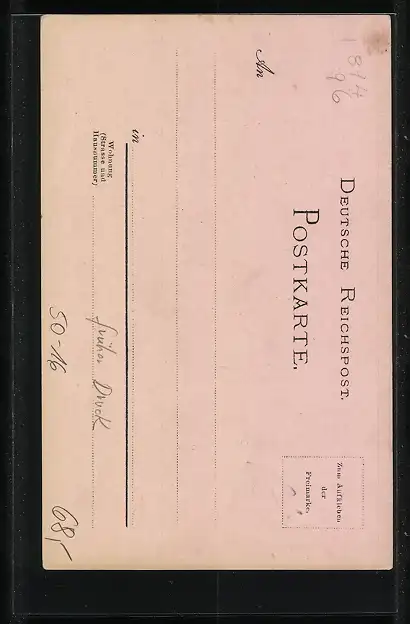 1814
96
DEUTSCHE REICHSPOST.
POSTKARTE.
Zum Aufkleben
der
Freimarke.
An
in
Wohnung
(Strasse und
Hausnummer)
früher Druck
50-16
68,-